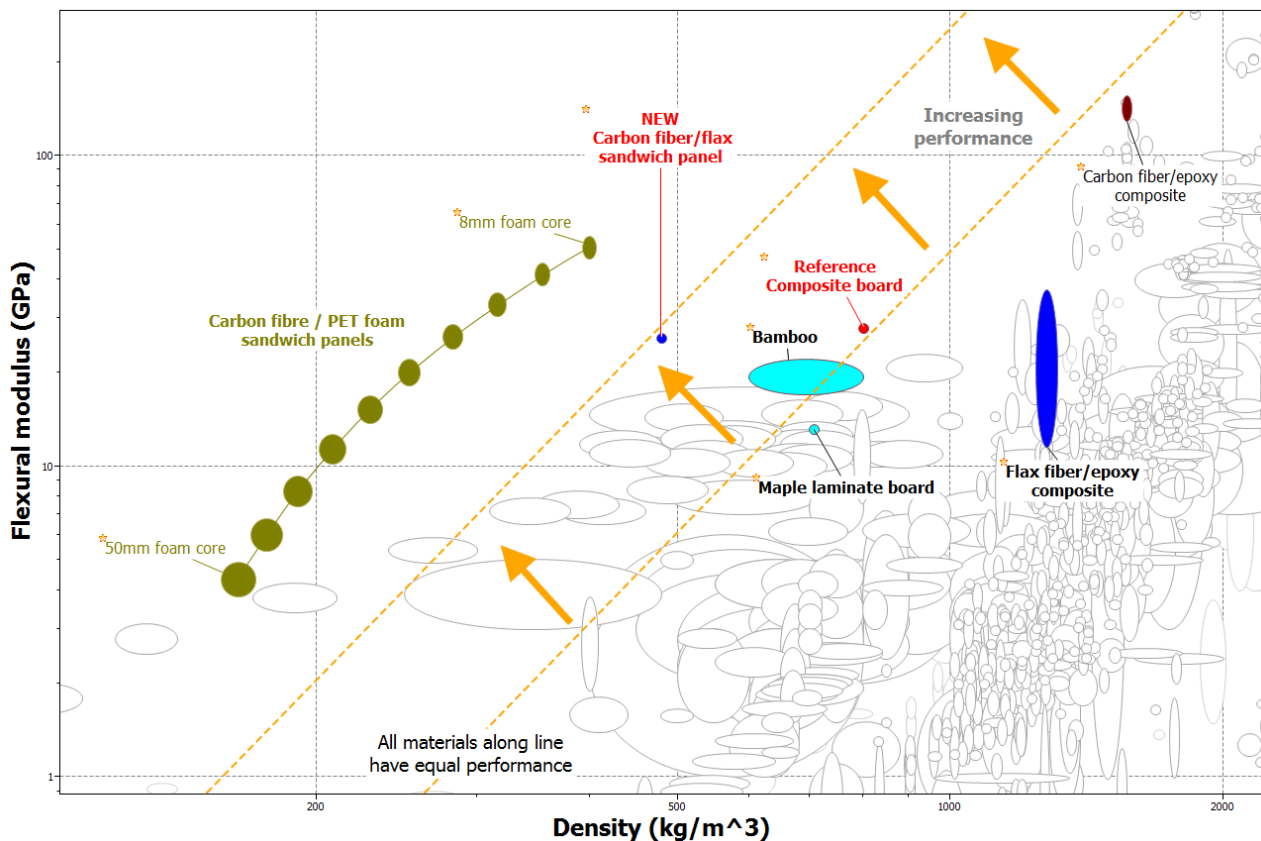 Flexural modulus (GPa)
100
10
1
NEW
Carbon fiber/flax
sandwich panel
Increasing
performance
Carbon fiber/epoxy
composite
8mm foam core
Carbon fibre / PET foam
sandwich panels
Reference
Composite board
Bamboo
Maple laminate board
Flax fiber/epoxy
composite
50mm foam core
All materials along line
have equal performance
200
500
1000
2000
Density (kg/m^3)